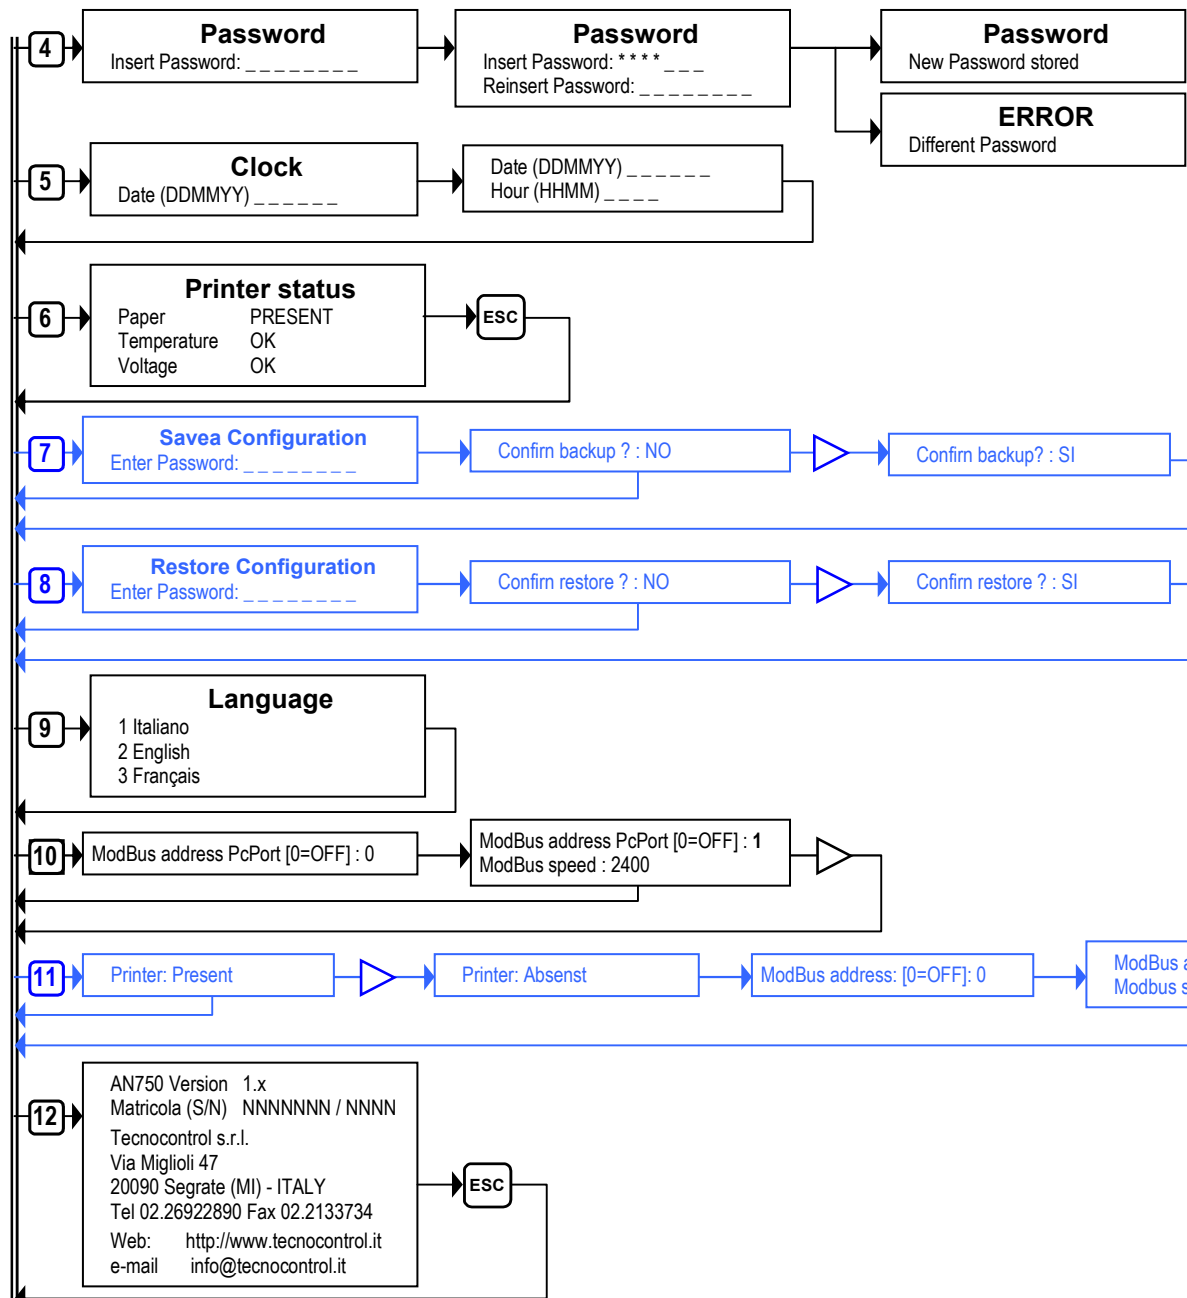 4
Password
Insert Password: _ _ _ _ _ _ _ _
Password
Insert Password: * * * * _ _ _
Reinsert Password: _ _ _ _ _ _ _ _
Password
New Password stored
ERROR
Different Password
5
Clock
Date (DDMMYY) _ _ _ _ _ _
Date (DDMMYY) _ _ _ _ _ _
Hour (HHMM) _ _ _ _
6
Printer status
Paper PRESENT
Temperature OK
Voltage OK
ESC
7
Savea Configuration
Enter Password: _ _ _ _ _ _ _ _
Confirn backup ? : NO
Confirn backup? : SI
8
Restore Configuration
Enter Password: _ _ _ _ _ _ _ _
Confirn restore ? : NO
Confirn restore ? : SI
9
Language
1 Italiano
2 English
3 Français
10
ModBus address PcPort [0=OFF] : 0
ModBus address PcPort [0=OFF] : 1
ModBus speed : 2400
11
Printer: Present
Printer: Absenst
ModBus address: [0=OFF]: 0
ModBus a
Modbus s
12
AN750 Version 1.x
Matricola (S/N) NNNNNNN / NNNN
Tecnocontrol s.r.l.
Via Miglioli 47
20090 Segrate (MI) - ITALY
Tel 02.26922890 Fax 02.2133734
Web: http://www.tecnocontrol.it
e-mail info@tecnocontrol.it
ESC